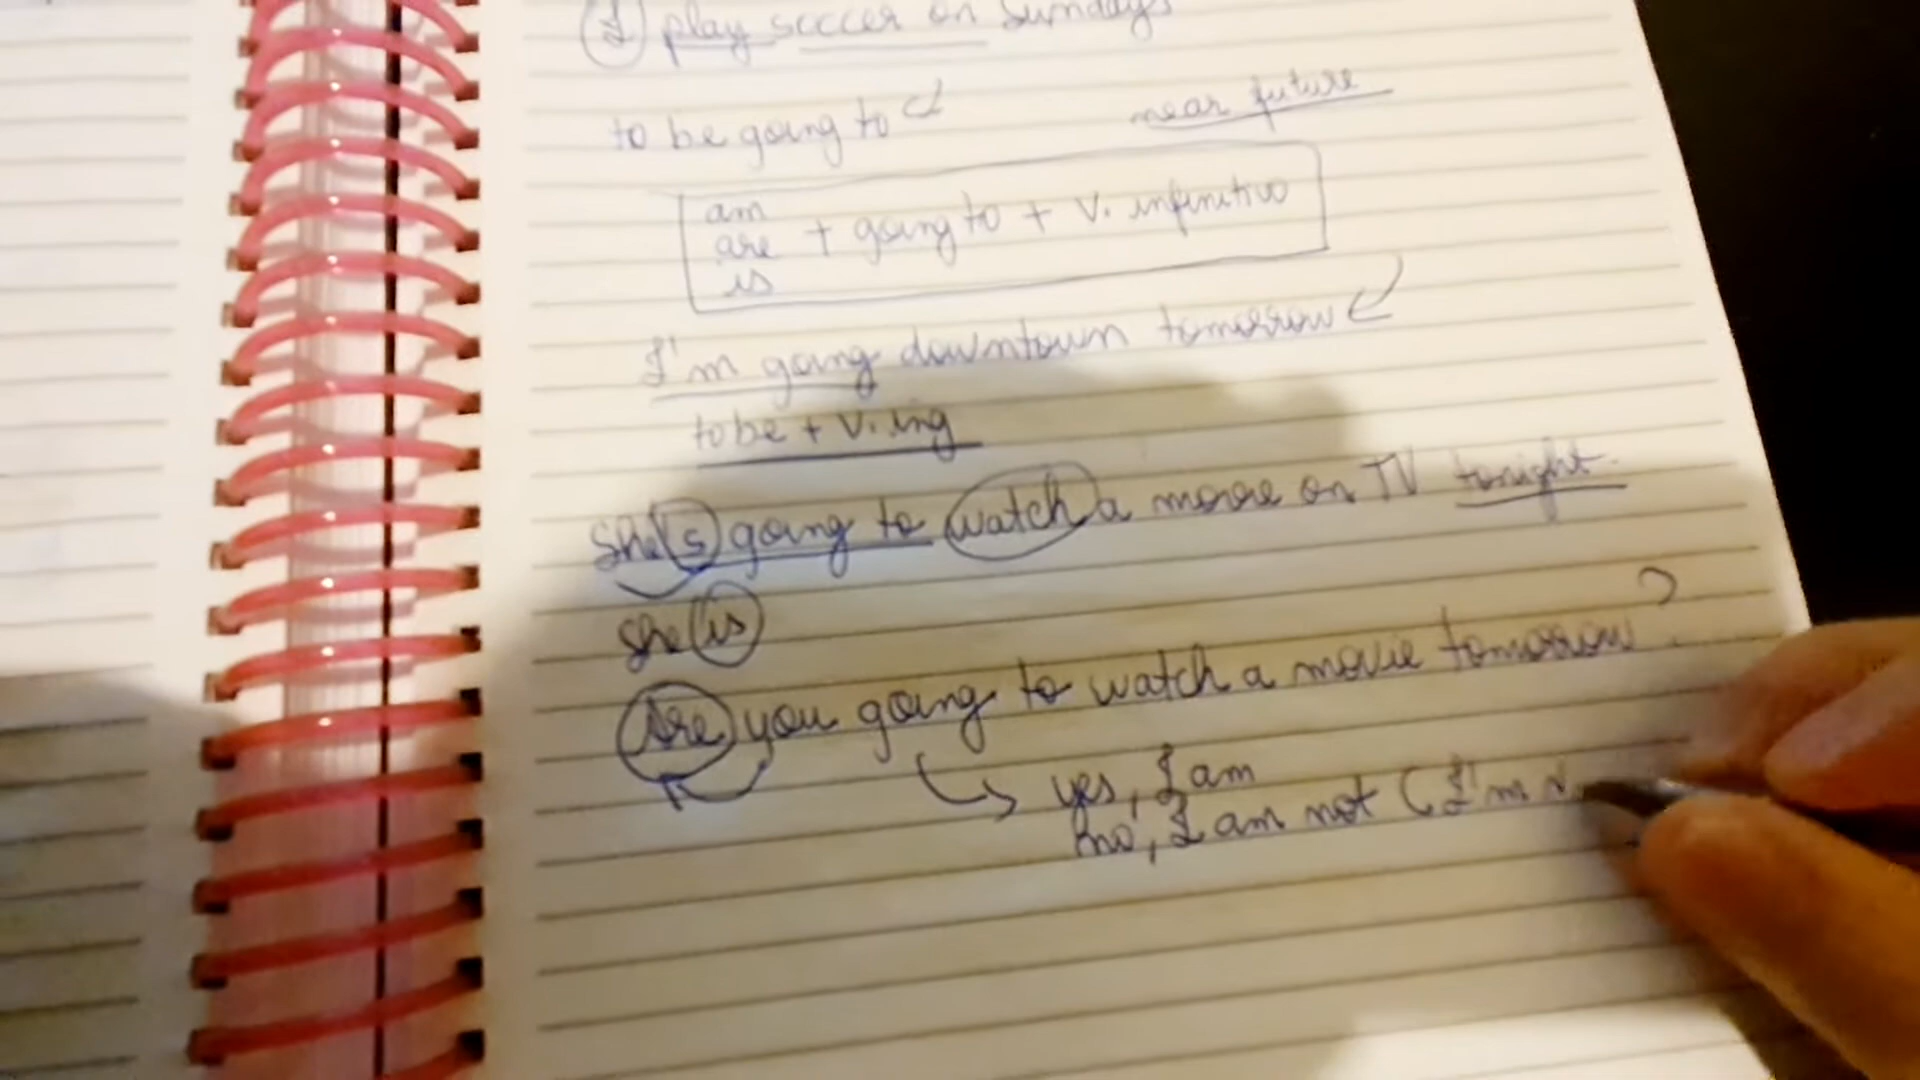 I play soccer on Sundays
to be going to near future
am
are + going to + V. infinitivo
is
I'm going downtown tomorrow
to be + V. ing
She's going to watch a movie on TV tonight.
She is
Are you going to watch a movie tomorrow?
yes, I am
no, I am not (I'm